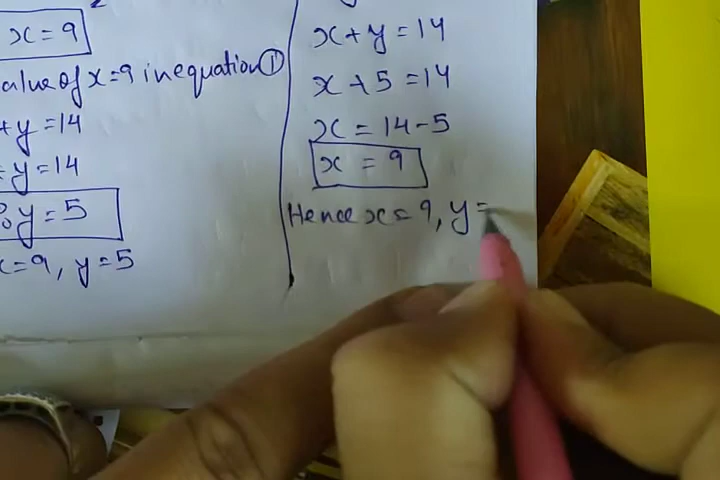 x=9
value of x=9 in equation ①
+y=14
=y=14
y=5
x=9, y=5
x+y=14
x+5=14
x=14-5
x=9
Hence x=9, y=